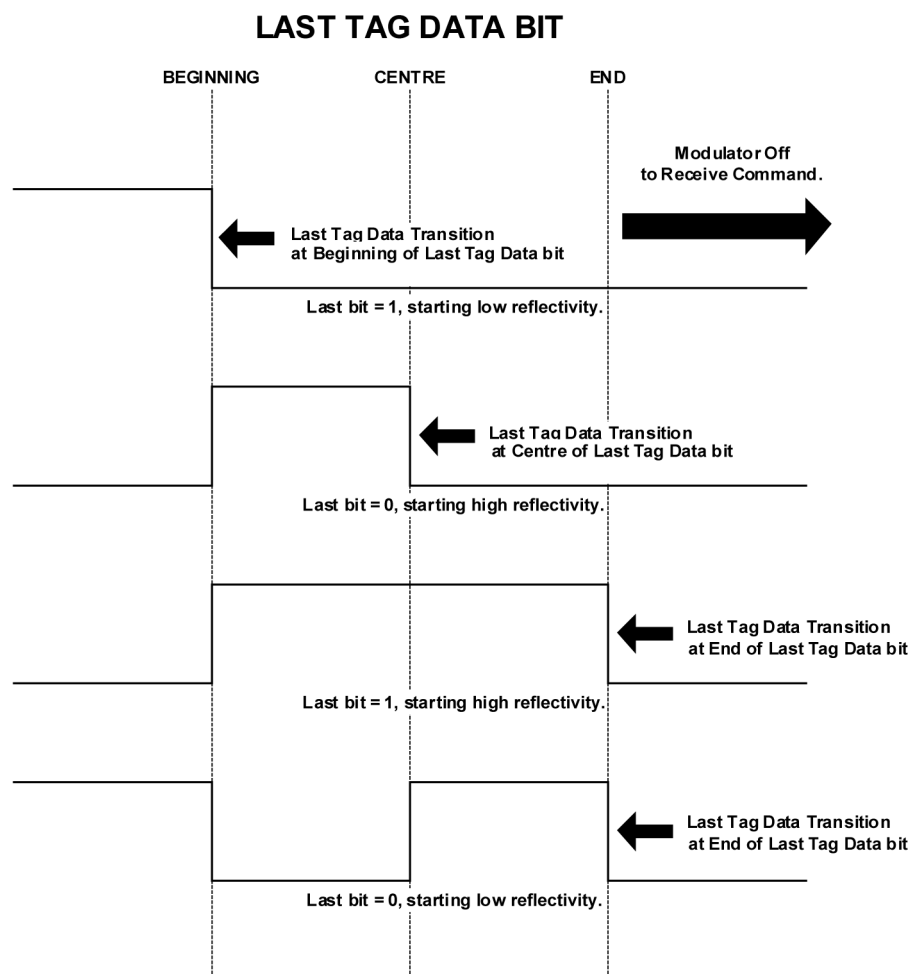 LAST TAG DATA BIT
BEGINNING CENTRE END
Modulator Off
to Receive Command.
Last Tag Data Transition
at Beginning of Last Tag Data bit
Last bit = 1, starting low reflectivity.
Last Tag Data Transition
at Centre of Last Tag Data bit
Last bit = 0, starting high reflectivity.
Last Tag Data Transition
at End of Last Tag Data bit
Last bit = 1, starting high reflectivity.
Last Tag Data Transition
at End of Last Tag Data bit
Last bit = 0, starting low reflectivity.